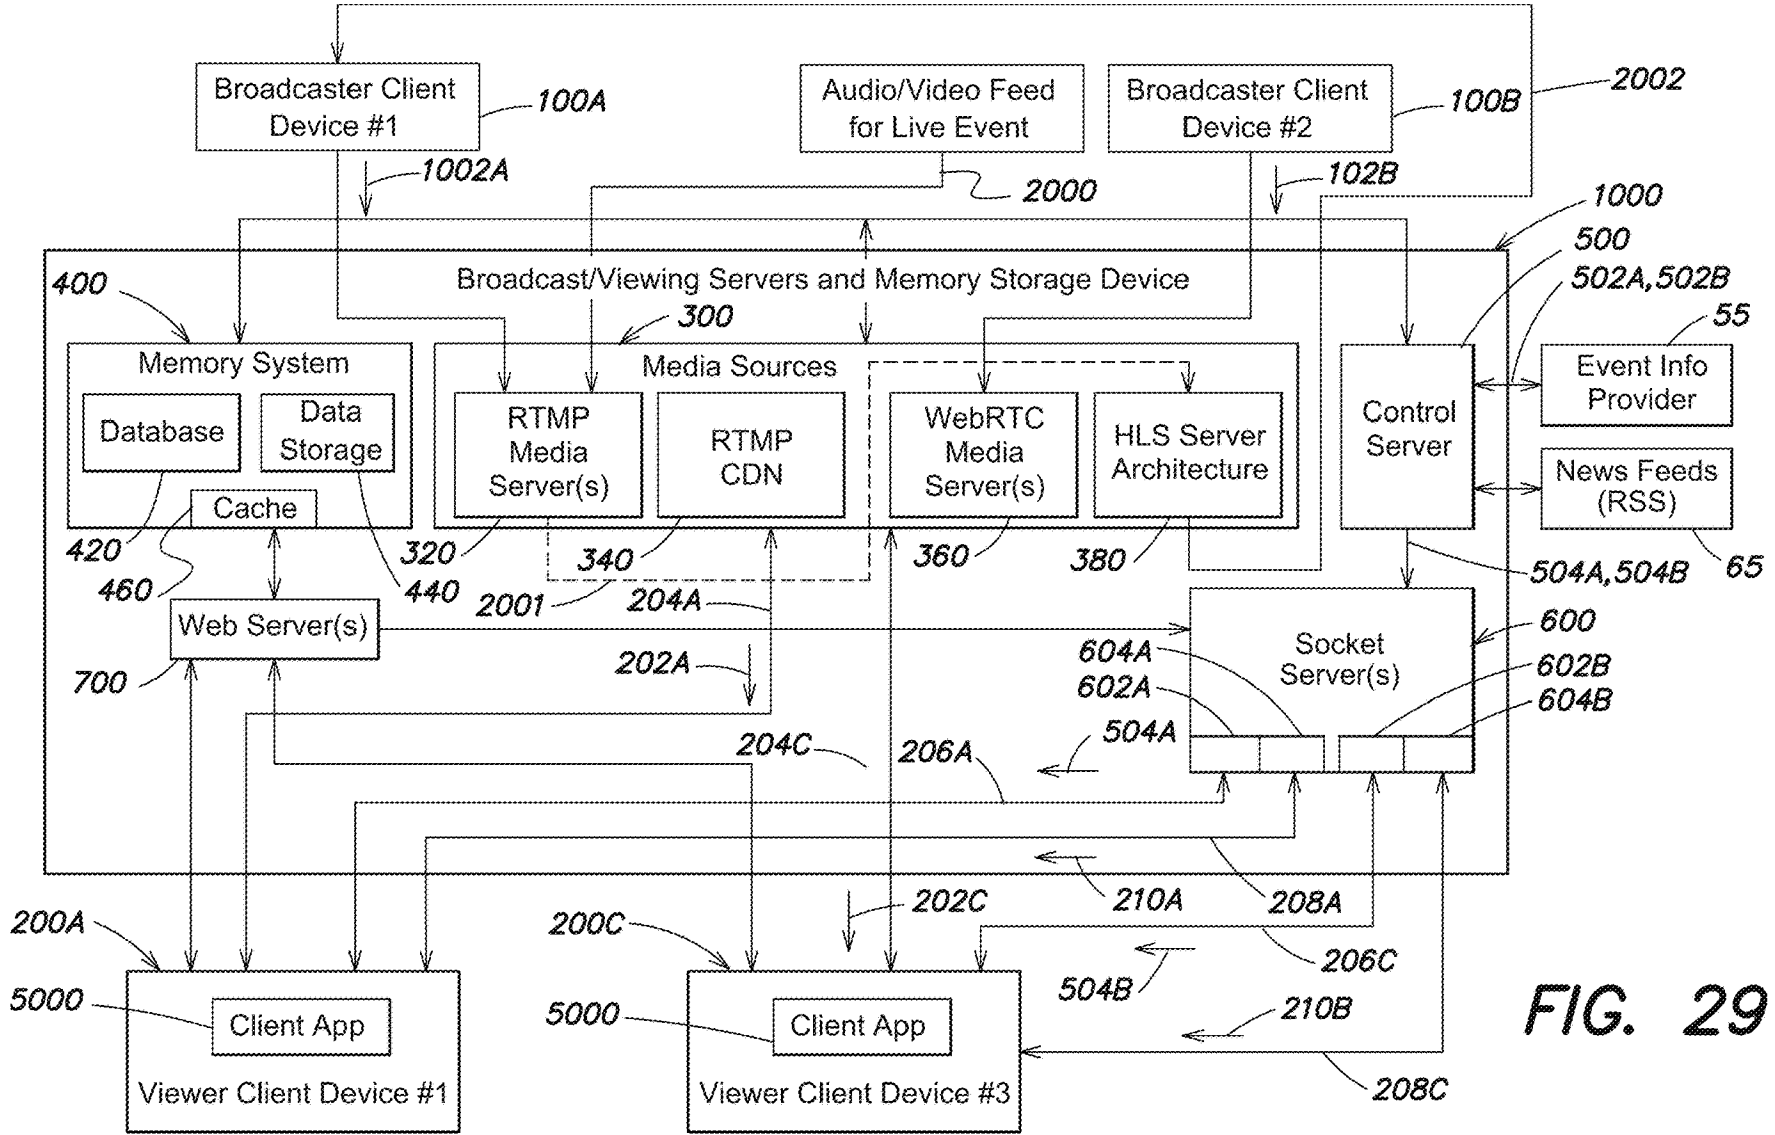 Broadcaster Client
Device #1
100A
Audio/Video Feed
for Live Event
Broadcaster Client
Device #2
100B
2002
1002A
2000
102B
1000
500
Broadcast/Viewing Servers and Memory Storage Device
502A,502B
400
300
55
Memory System
Media Sources
Event Info
Provider
Database
Data
Storage
RTMP
Media
Server(s)
RTMP
CDN
WebRTC
Media
Server(s)
HLS Server
Architecture
Control
Server
News Feeds
(RSS)
Cache
420
460
440
320
340
360
380
504A,504B
65
2001
204A
Web Server(s)
700
202A
Socket
Server(s)
600
604A
602A
602B
604B
204C
206A
504A
210A
208A
202C
200A
200C
206C
504B
5000
Client App
Viewer Client Device #1
5000
Client App
Viewer Client Device #3
210B
208C
FIG. 29